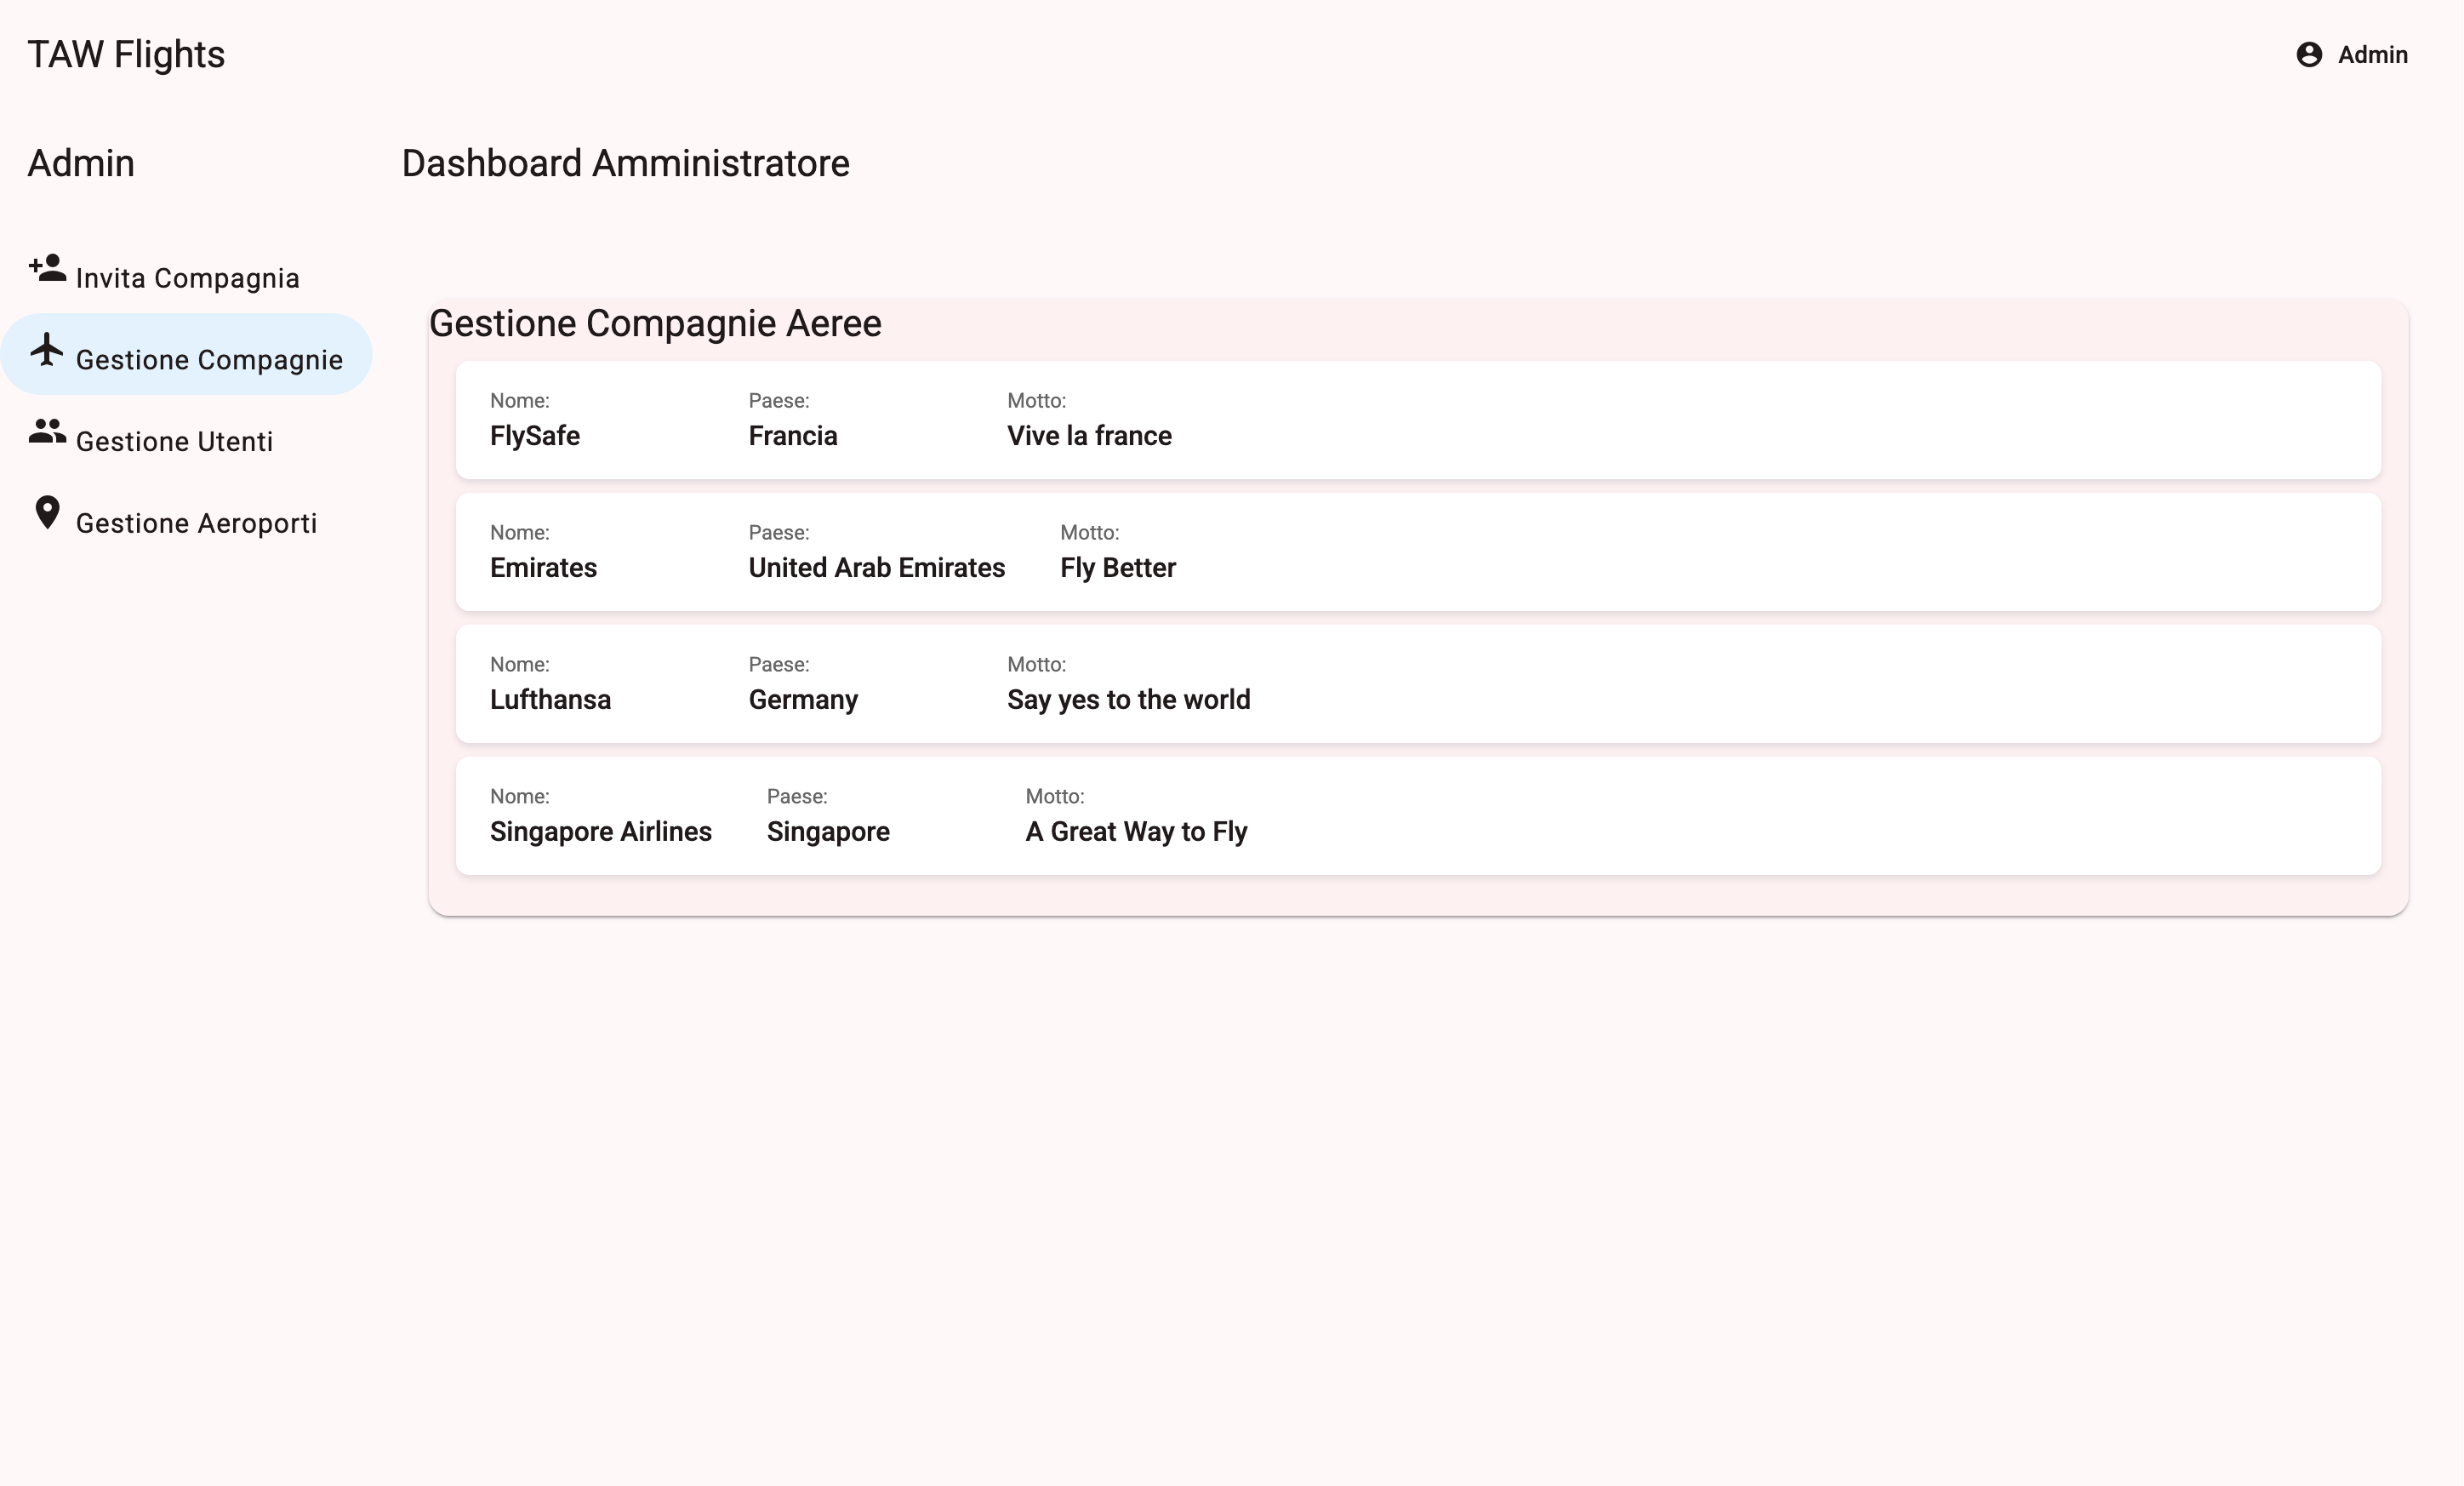 TAW Flights
Admin
Admin
Dashboard Amministratore
Invita Compagnia
Gestione Compagnie
Gestione Utenti
Gestione Aeroporti
Gestione Compagnie Aeree
Nome: Paese: Motto:
FlySafe Francia Vive la france
Nome: Paese: Motto:
Emirates United Arab Emirates Fly Better
Nome: Paese: Motto:
Lufthansa Germany Say yes to the world
Nome: Paese: Motto:
Singapore Airlines Singapore A Great Way to Fly